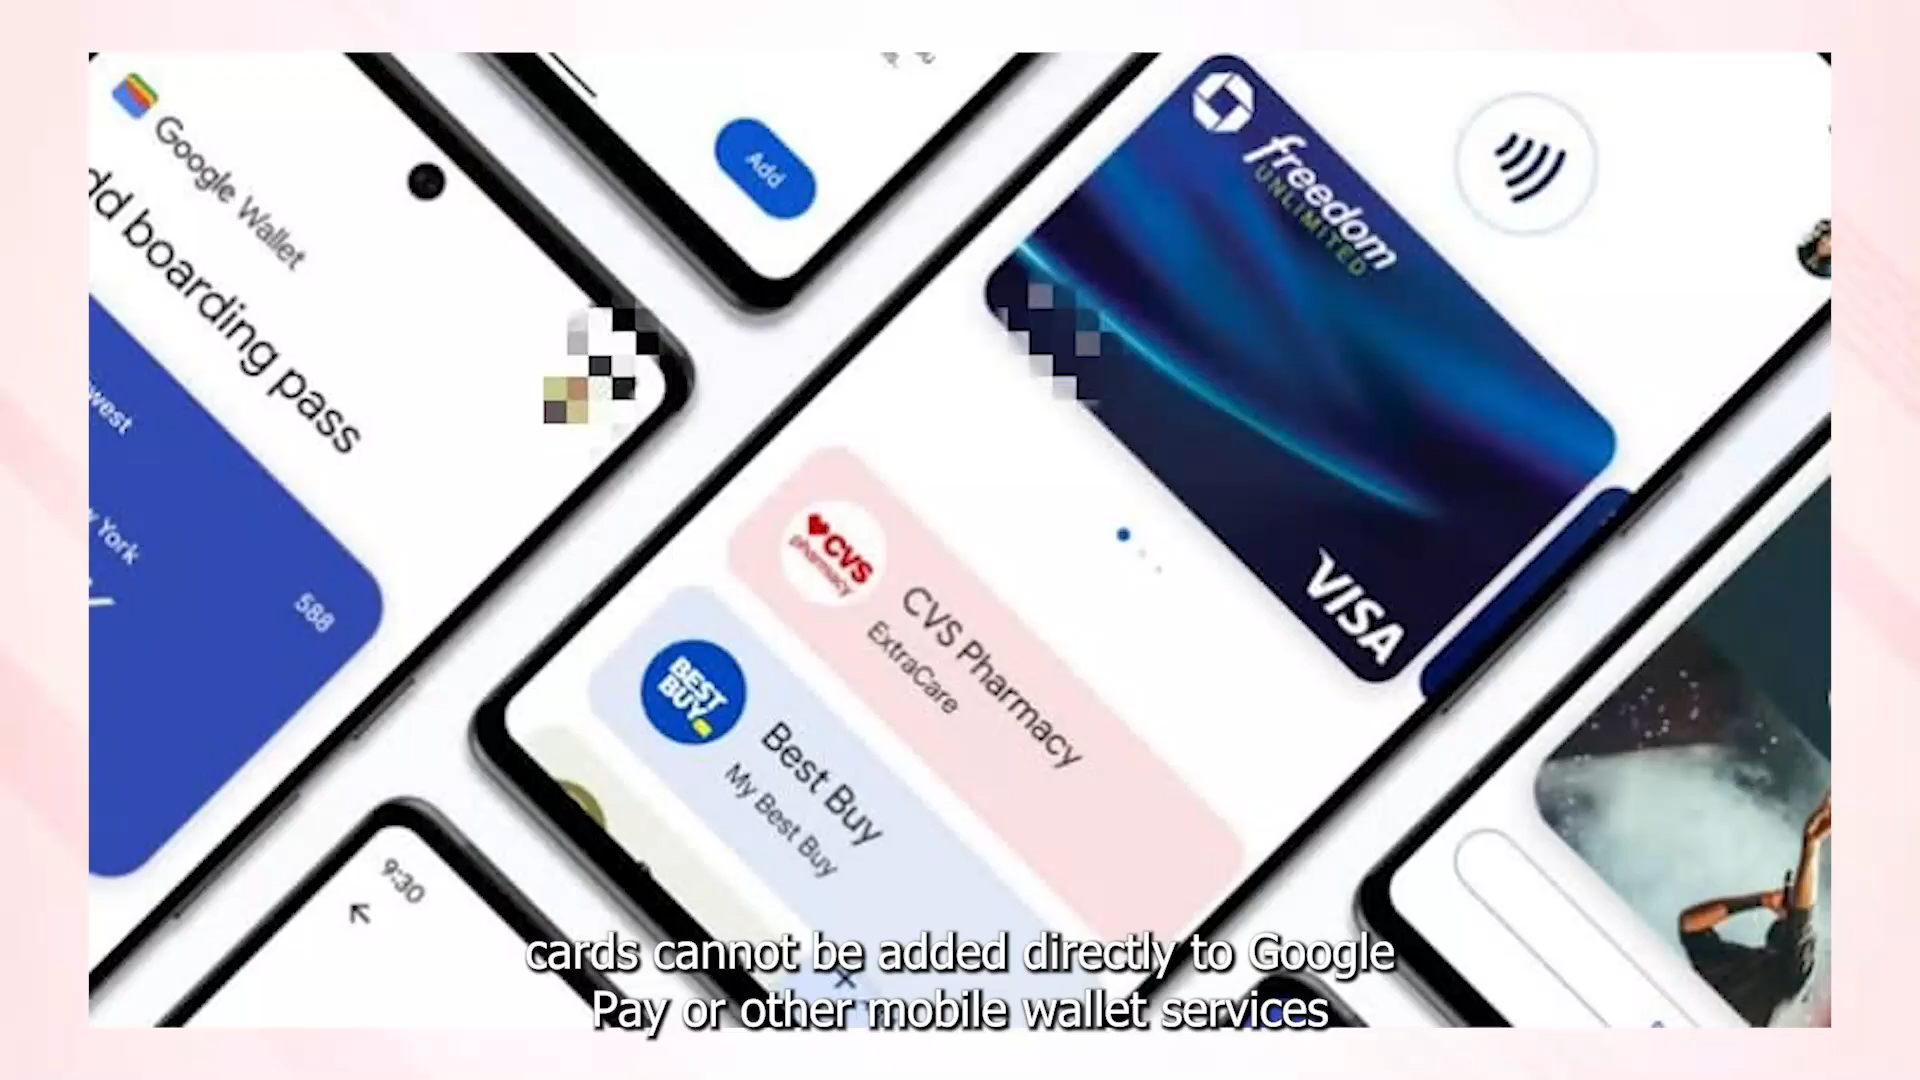 Google Wallet
dd boarding pass
west
York
588
Add
freedom
UNLIMITED
VISA
CVS
pharmacy
CVS Pharmacy
ExtraCare
BEST
BUY
Best Buy
My Best Buy
9:30
cards cannot be added directly to Google
Pay or other mobile wallet services